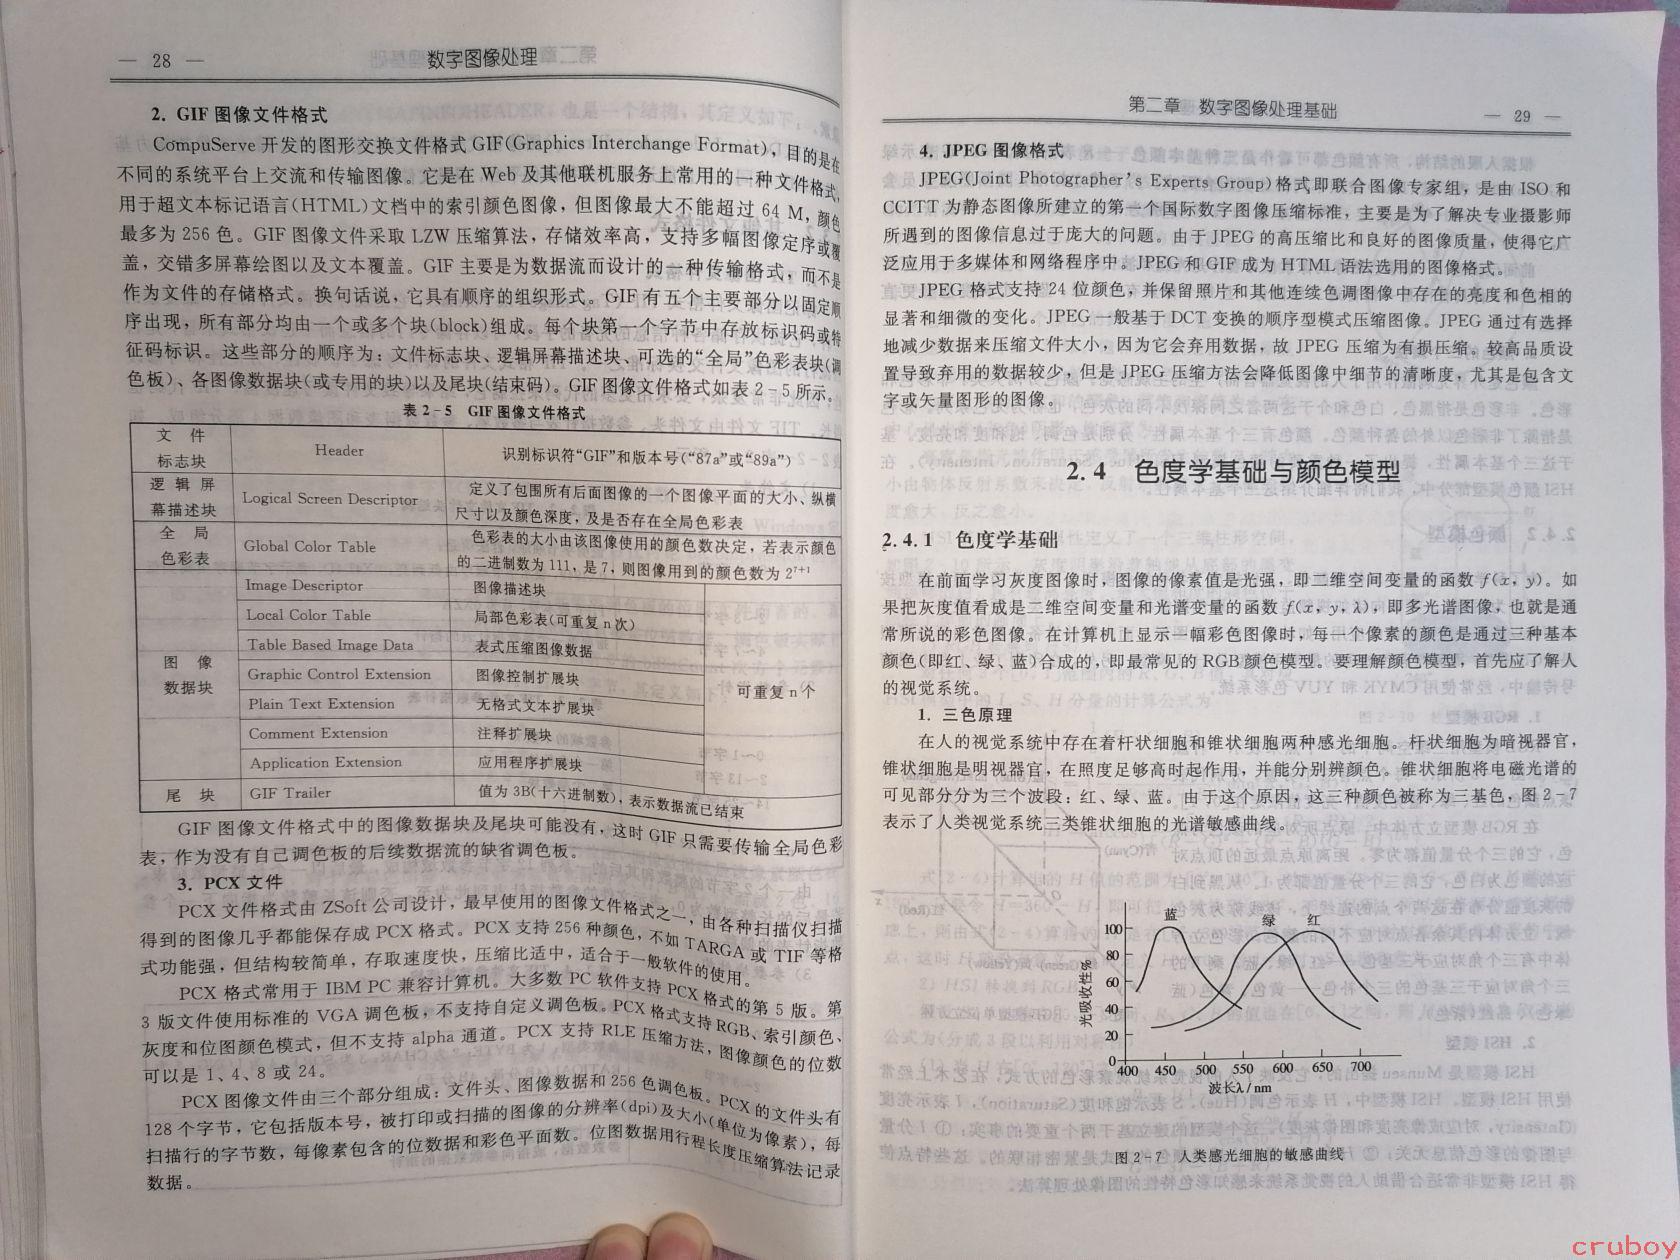 — 28 —
数字图像处理
2. GIF 图像文件格式
CompuServe 开发的图形交换文件格式 GIF(Graphics Interchange Format)，目的是在
不同的系统平台上交流和传输图像。它是在 Web 及其他联机服务上常用的一种文件格式，
用于超文本标记语言(HTML)文档中的索引颜色图像，但图像最大不能超过 64 M，颜色
最多为 256 色。GIF 图像文件采取 LZW 压缩算法，存储效率高，支持多幅图像定序或覆
盖，交错多屏幕绘图以及文本覆盖。GIF 主要是为数据流而设计的一种传输格式，而不是
作为文件的存储格式。换句话说，它具有顺序的组织形式。GIF 有五个主要部分以固定顺
序出现，所有部分均由一个或多个块(block)组成。每个块第一个字节中存放标识码或特
征码标识。这些部分的顺序为：文件标志块、逻辑屏幕描述块、可选的“全局”色彩表块(调
色板)、各图像数据块(或专用的块)以及尾块(结束码)。GIF 图像文件格式如表 2-5 所示。
表 2-5 GIF 图像文件格式
文 件
标志块
Header
识别标识符“GIF”和版本号(“87a”或“89a”)
逻 辑 屏
幕描述块
Logical Screen Descriptor
定义了包围所有后面图像的一个图像平面的大小、纵横
尺寸以及颜色深度，及是否存在全局色彩表
全 局
色彩表
Global Color Table
色彩表的大小由该图像使用的颜色数决定，若表示颜色
的二进制数为 111，是 7，则图像用到的颜色数为 2⁷⁺¹
图 像
数据块
Image Descriptor
图像描述块
Local Color Table
局部色彩表(可重复 n 次)
Table Based Image Data
表式压缩图像数据
Graphic Control Extension
图像控制扩展块
Plain Text Extension
无格式文本扩展块
Comment Extension
注释扩展块
Application Extension
应用程序扩展块
可重复 n 个
尾 块
GIF Trailer
值为 3B(十六进制数)，表示数据流已结束
GIF 图像文件格式中的图像数据块及尾块可能没有，这时 GIF 只需要传输全局色彩
表，作为没有自己调色板的后续数据流的缺省调色板。
3. PCX 文件
PCX 文件格式由 ZSoft 公司设计，最早使用的图像文件格式之一，由各种扫描仪扫描
得到的图像几乎都能保存成 PCX 格式。PCX 支持 256 种颜色，不如 TARGA 或 TIF 等格
式功能强，但结构较简单，存取速度快，压缩比适中，适合于一般软件的使用。
PCX 格式常用于 IBM PC 兼容计算机。大多数 PC 软件支持 PCX 格式的第 5 版。第
3 版文件使用标准的 VGA 调色板，不支持自定义调色板。PCX 格式支持 RGB、索引颜色、
灰度和位图颜色模式，但不支持 alpha 通道。PCX 支持 RLE 压缩方法，图像颜色的位数
可以是 1、4、8 或 24。
PCX 图像文件由三个部分组成：文件头、图像数据和 256 色调色板。PCX 的文件头有
128 个字节，它包括版本号，被打印或扫描的图像的分辨率(dpi)及大小(单位为像素)，每
扫描行的字节数，每像素包含的位数据和彩色平面数。位图数据用行程长度压缩算法记录
数据。
第二章 数字图像处理基础
— 29 —
4. JPEG 图像格式
JPEG(Joint Photographer’s Experts Group)格式即联合图像专家组，是由 ISO 和
CCITT 为静态图像所建立的第一个国际数字图像压缩标准，主要是为了解决专业摄影师
所遇到的图像信息过于庞大的问题。由于 JPEG 的高压缩比和良好的图像质量，使得它广
泛应用于多媒体和网络程序中。JPEG 和 GIF 成为 HTML 语法选用的图像格式。
JPEG 格式支持 24 位颜色，并保留照片和其他连续色调图像中存在的亮度和色相的
显著和细微的变化。JPEG 一般基于 DCT 变换的顺序型模式压缩图像。JPEG 通过有选择
地减少数据来压缩文件大小，因为它会弃用数据，故 JPEG 压缩为有损压缩。较高品质设
置导致弃用的数据较少，但是 JPEG 压缩方法会降低图像中细节的清晰度，尤其是包含文
字或矢量图形的图像。
2.4 色度学基础与颜色模型
2.4.1 色度学基础
在前面学习灰度图像时，图像的像素值是光强，即二维空间变量的函数 f(x, y)。如
果把灰度值看成是二维空间变量和光谱变量的函数 f(x, y, λ)，即多光谱图像，也就是通
常所说的彩色图像。在计算机上显示一幅彩色图像时，每一个像素的颜色是通过三种基本
颜色(即红、绿、蓝)合成的，即最常见的 RGB 颜色模型。要理解颜色模型，首先应了解人
的视觉系统。
1. 三色原理
在人的视觉系统中存在着杆状细胞和锥状细胞两种感光细胞。杆状细胞为暗视器官，
锥状细胞是明视器官，在照度足够高时起作用，并能分别辨颜色。锥状细胞将电磁光谱的
可见部分分为三个波段：红、绿、蓝。由于这个原因，这三种颜色被称为三基色，图 2-7
表示了人类视觉系统三类锥状细胞的光谱敏感曲线。
蓝 绿 红
光吸收性%
100
80
60
40
20
0
400 450 500 550 600 650 700
波长λ/nm
图 2-7 人类感光细胞的敏感曲线
cruboy